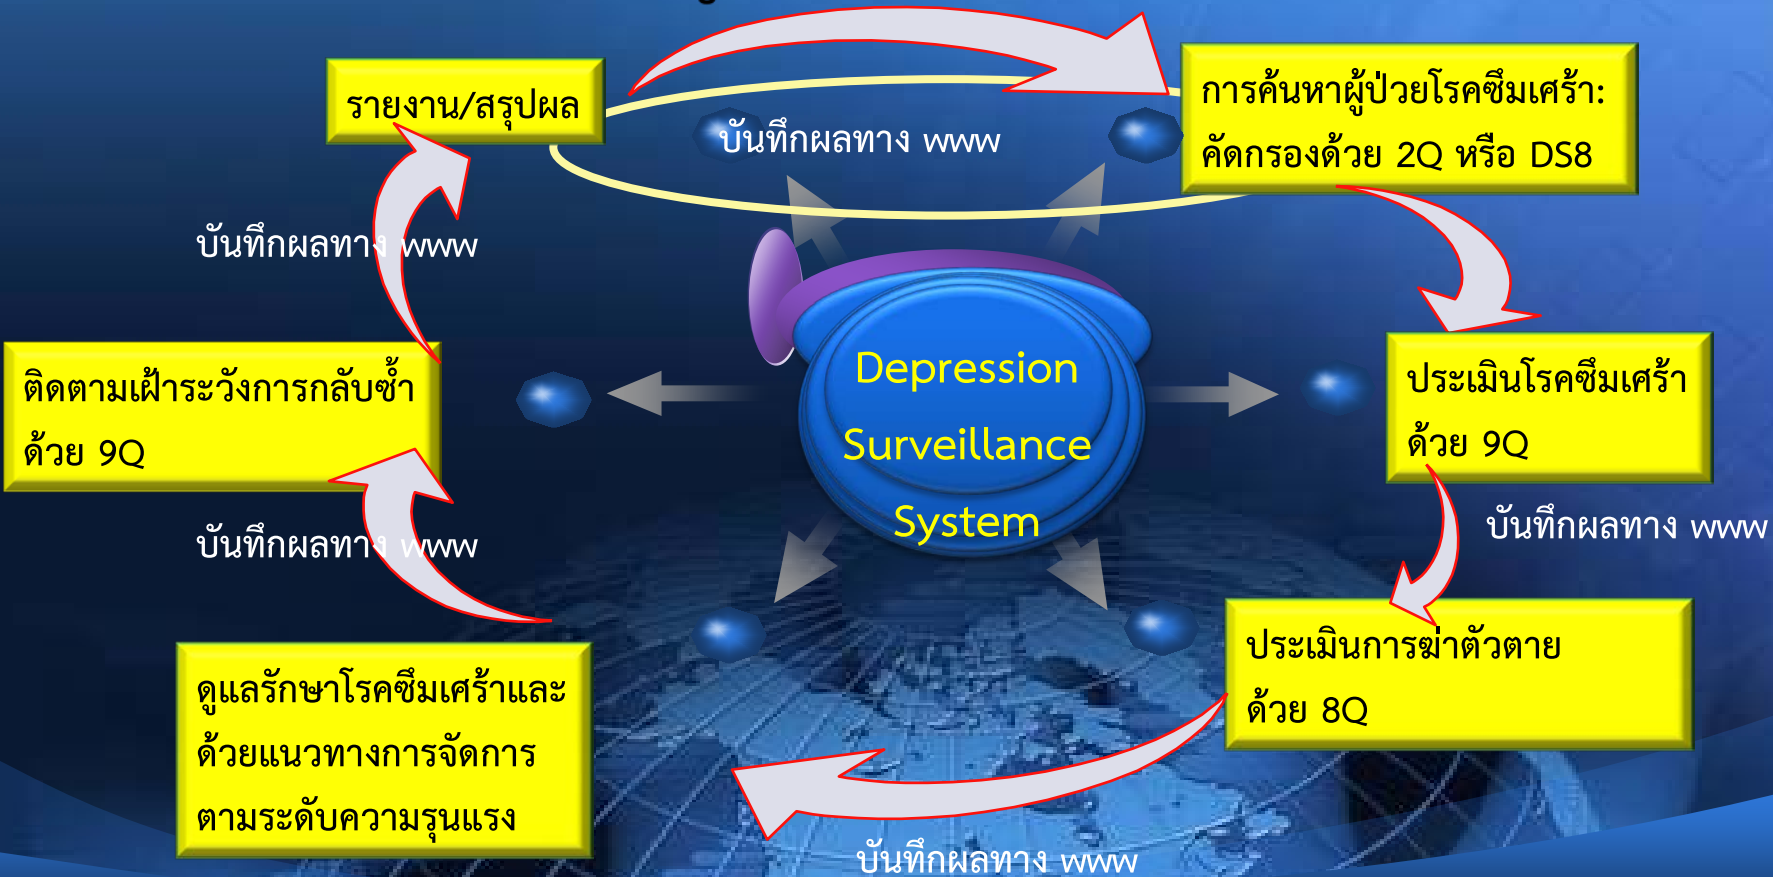 รายงาน/สรุปผล
บันทึกผลทาง www
การค้นหาผู้ป่วยโรคซึมเศร้า:
คัดกรองด้วย 2Q หรือ DS8
บันทึกผลทาง www
ติดตามเฝ้าระวังการกลับซ้ำ
ด้วย 9Q
Depression
Surveillance
System
ประเมินโรคซึมเศร้า
ด้วย 9Q
บันทึกผลทาง www
บันทึกผลทาง www
ประเมินการฆ่าตัวตาย
ด้วย 8Q
ดูแลรักษาโรคซึมเศร้าและ
ด้วยแนวทางการจัดการ
ตามระดับความรุนแรง
บันทึกผลทาง www